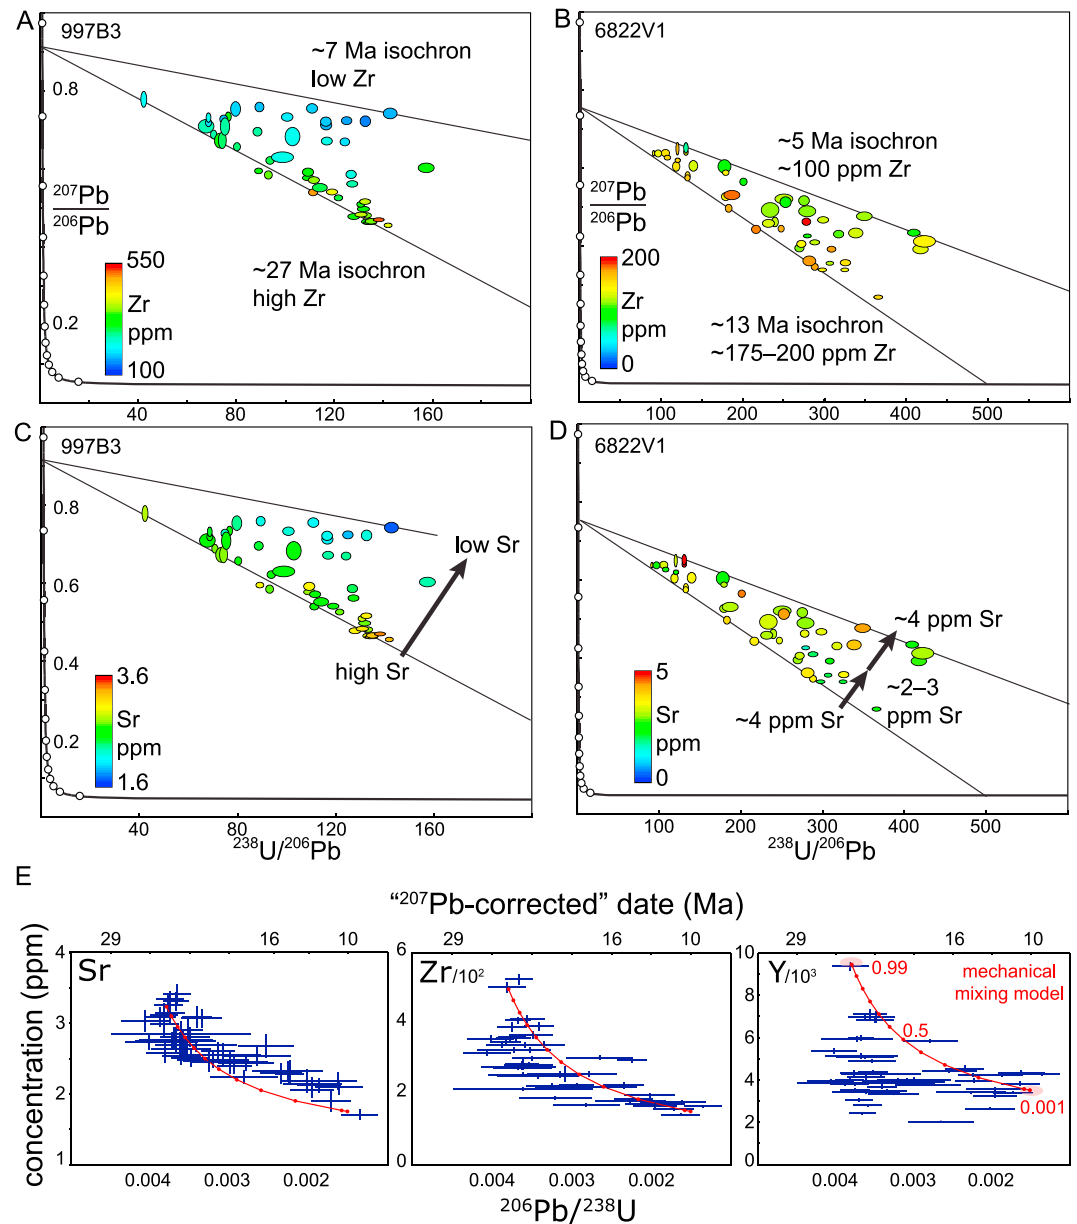 A
997B3
~7 Ma isochron
low Zr
0.8
207Pb
206Pb
550
Zr
ppm
100
~27 Ma isochron
high Zr
0.2
40
80
120
160
B
6822V1
~5 Ma isochron
~100 ppm Zr
207Pb
206Pb
200
Zr
ppm
0
~13 Ma isochron
~175–200 ppm Zr
100
200
300
400
500
C
997B3
0.8
low Sr
0.6
0.4
high Sr
3.6
Sr
ppm
1.6
0.2
40
80
120
160
238U/206Pb
D
6822V1
~4 ppm Sr
5
Sr
ppm
0
~2–3
ppm Sr
~4 ppm Sr
100
200
300
400
500
238U/206Pb
E
“207Pb-corrected” date (Ma)
concentration (ppm)
29
16
10
4
3
2
1
Sr
0.004
0.003
0.002
29
16
10
6
4
2
0
Zr/10²
0.004
0.003
0.002
29
16
10
10
8
6
4
2
0
Y/10³
0.99
mechanical
mixing model
0.5
0.001
0.004
0.003
0.002
206Pb/238U